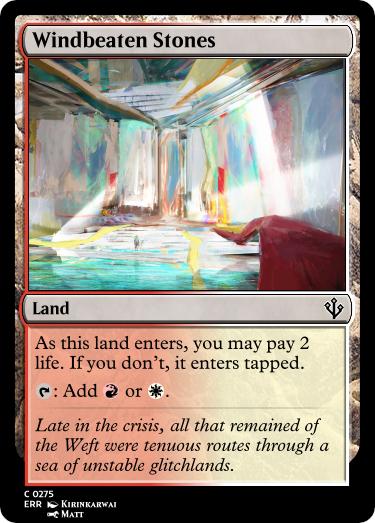 Windbeaten Stones
Land
As this land enters, you may pay 2
life. If you don't, it enters tapped.
: Add or .
Late in the crisis, all that remained of
the Weft were tenuous routes through a
sea of unstable glitchlands.
C 0275
ERR Kirinkarwai
Matt